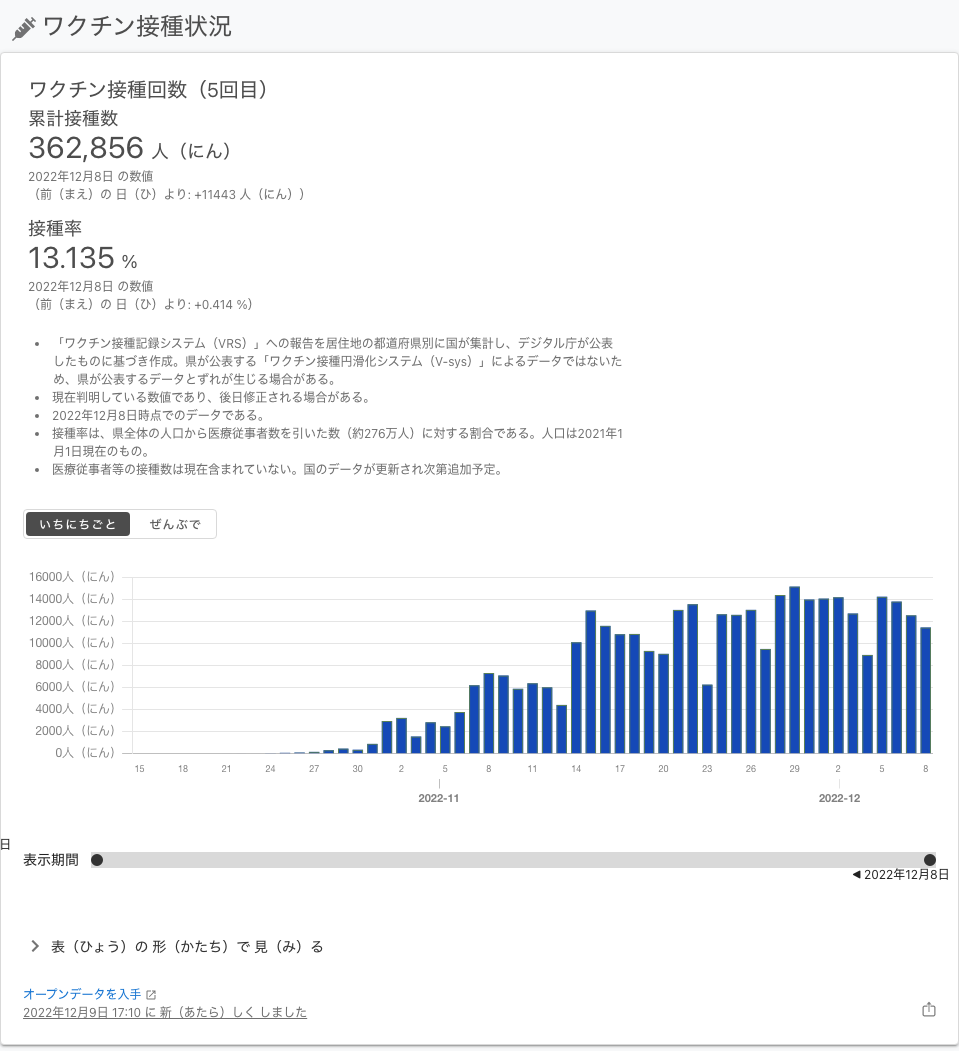 ワクチン接種状況
ワクチン接種回数（5回目）
累計接種数
362,856 人（にん）
2022年12月8日 の数値
（前（まえ）の 日（ひ）より: +11443 人（にん））
接種率
13.135 %
2022年12月8日 の数値
（前（まえ）の 日（ひ）より: +0.414 %）
• 「ワクチン接種記録システム（VRS）」への報告を居住地の都道府県別に国が集計し、デジタル庁が公表
したものに基づき作成。県が公表する「ワクチン接種円滑化システム（V-sys）」によるデータではないた
め、県が公表するデータとずれが生じる場合がある。
• 現在判明している数値であり、後日修正される場合がある。
• 2022年12月8日時点でのデータである。
• 接種率は、県全体の人口から医療従事者数を引いた数（約276万人）に対する割合である。人口は2021年1
月1日現在のもの。
• 医療従事者等の接種数は現在含まれていない。国のデータが更新され次第追加予定。
いちにちごと ぜんぶで
16000人（にん）
14000人（にん）
12000人（にん）
10000人（にん）
8000人（にん）
6000人（にん）
4000人（にん）
2000人（にん）
0人（にん）
15 18 21 24 27 30 2 5 8 11 14 17 20 23 26 29 2 5 8
2022-11 2022-12
日
表示期間
◀ 2022年12月8日
表（ひょう）の 形（かたち）で 見（み）る
オープンデータを入手
2022年12月9日 17:10 に 新（あたら）しく しました